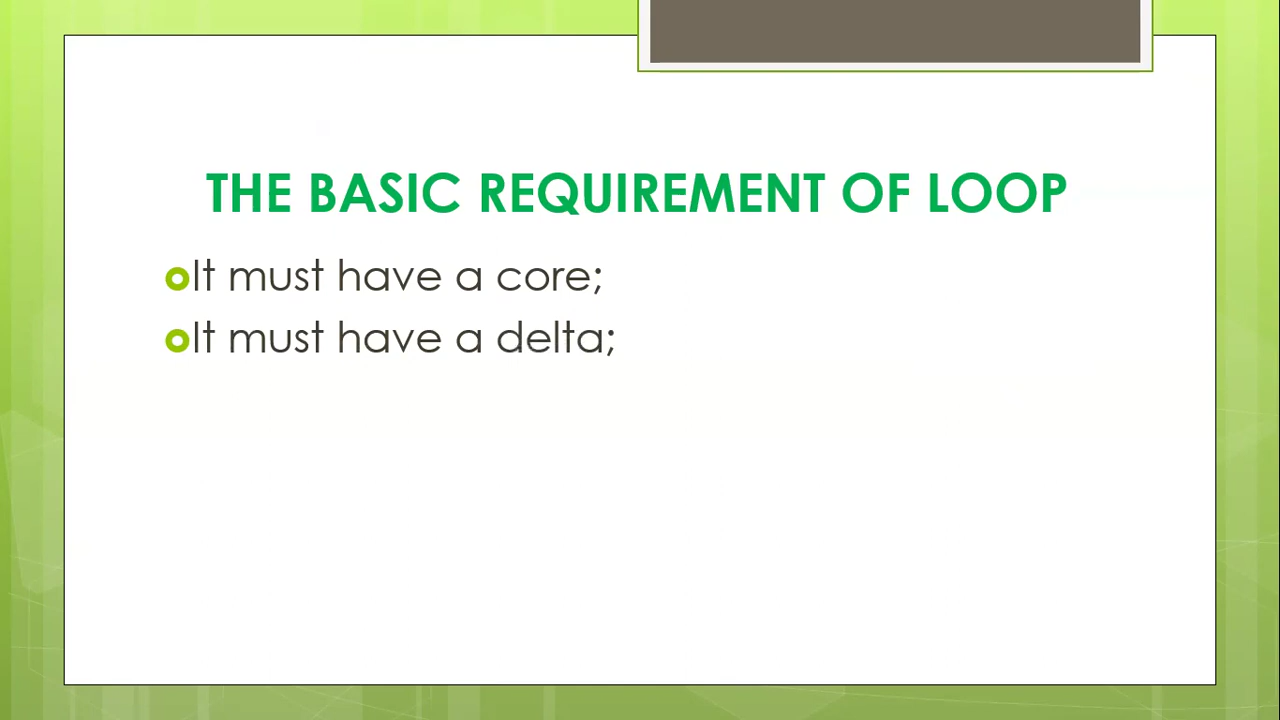 THE BASIC REQUIREMENT OF LOOP
It must have a core;
It must have a delta;